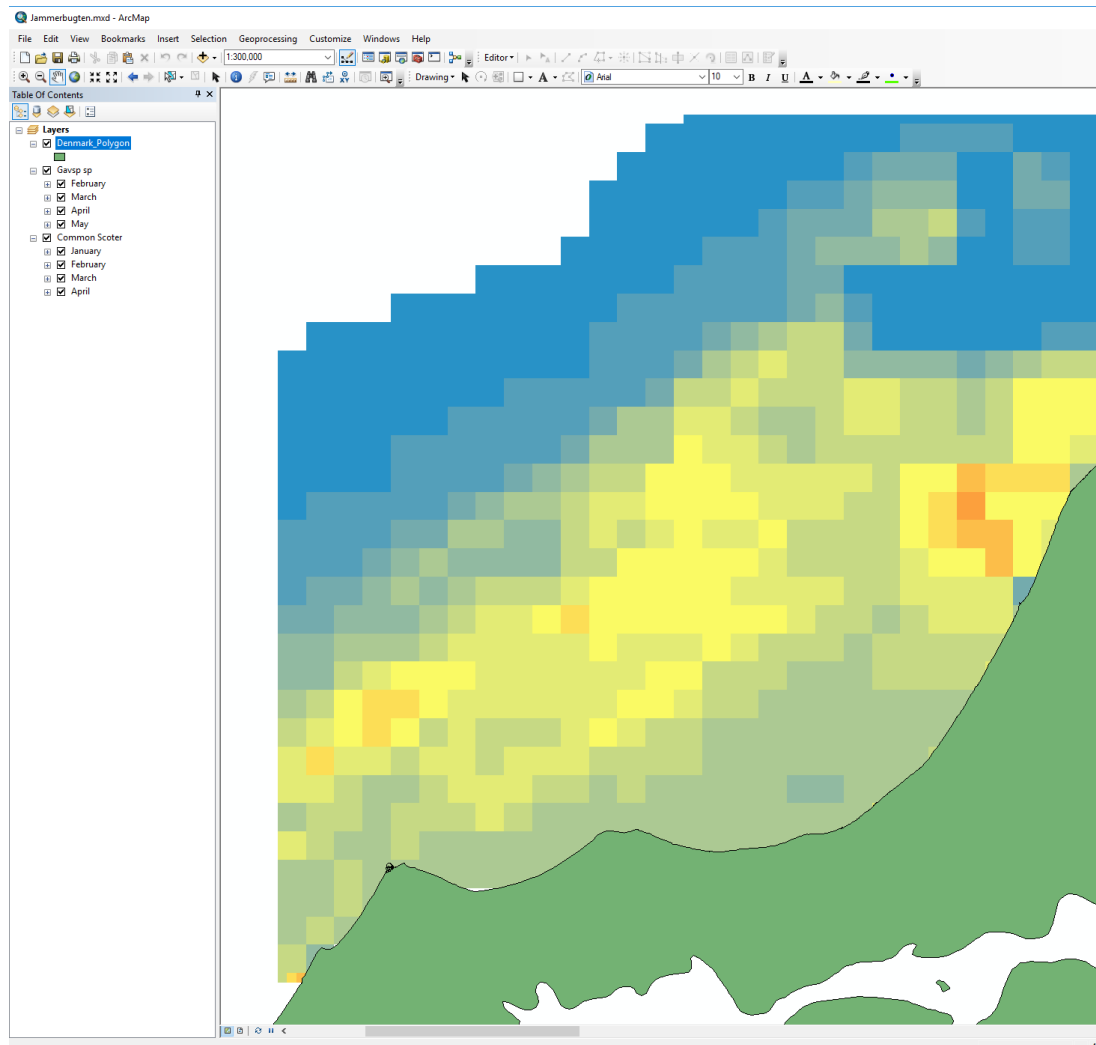 Jammerbugten.mxd - ArcMap
File Edit View Bookmarks Insert Selection Geoprocessing Customize Windows Help
1:300,000 Editor
Drawing A Arial 10 B I U A
Table Of Contents
Layers
Denmark_Polygon
Gavsp sp
February
March
April
May
Common Scoter
January
February
March
April